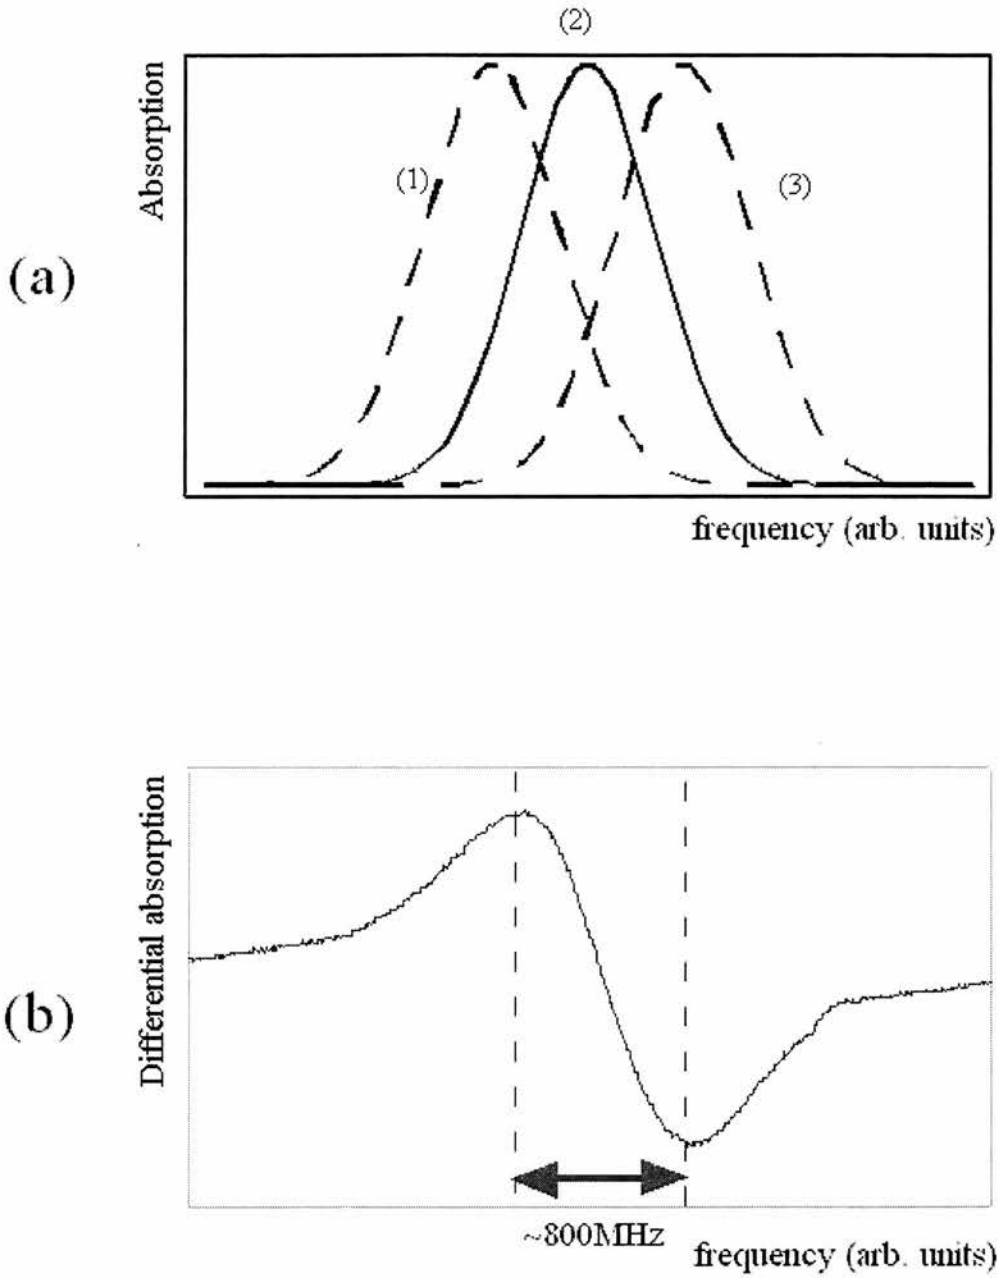 (2)
Absorption
(1)
(3)
(a)
frequency (arb. units)
Differential absorption
(b)
~800MHz
frequency (arb. units)